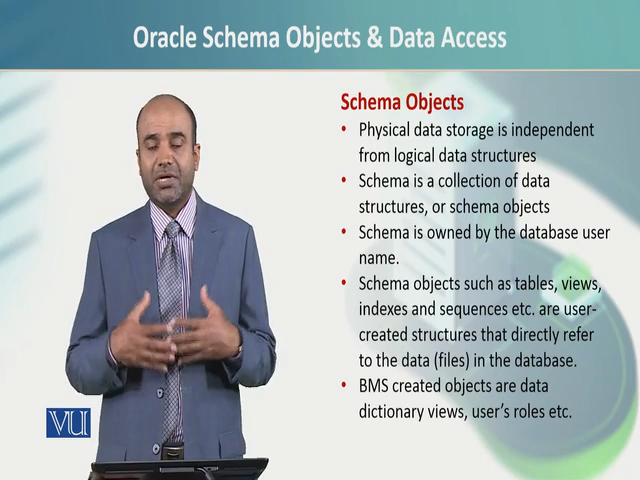 Oracle Schema Objects & Data Access
Schema Objects
• Physical data storage is independent
from logical data structures
• Schema is a collection of data
structures, or schema objects
• Schema is owned by the database user
name.
• Schema objects such as tables, views,
indexes and sequences etc. are user-
created structures that directly refer
to the data (files) in the database.
• BMS created objects are data
dictionary views, user’s roles etc.
VU